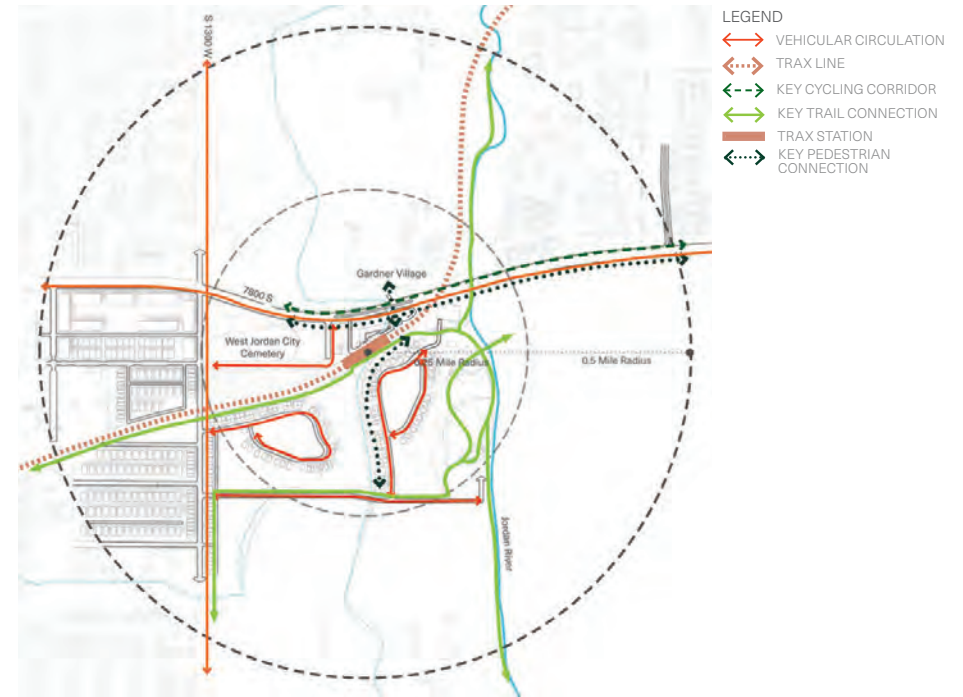 LEGEND
VEHICULAR CIRCULATION
TRAX LINE
KEY CYCLING CORRIDOR
KEY TRAIL CONNECTION
TRAX STATION
KEY PEDESTRIAN
CONNECTION
S 1300 W
Gardner Village
7800 S
West Jordan City
Cemetery
0.25 Mile Radius
0.5 Mile Radius
Jordan River